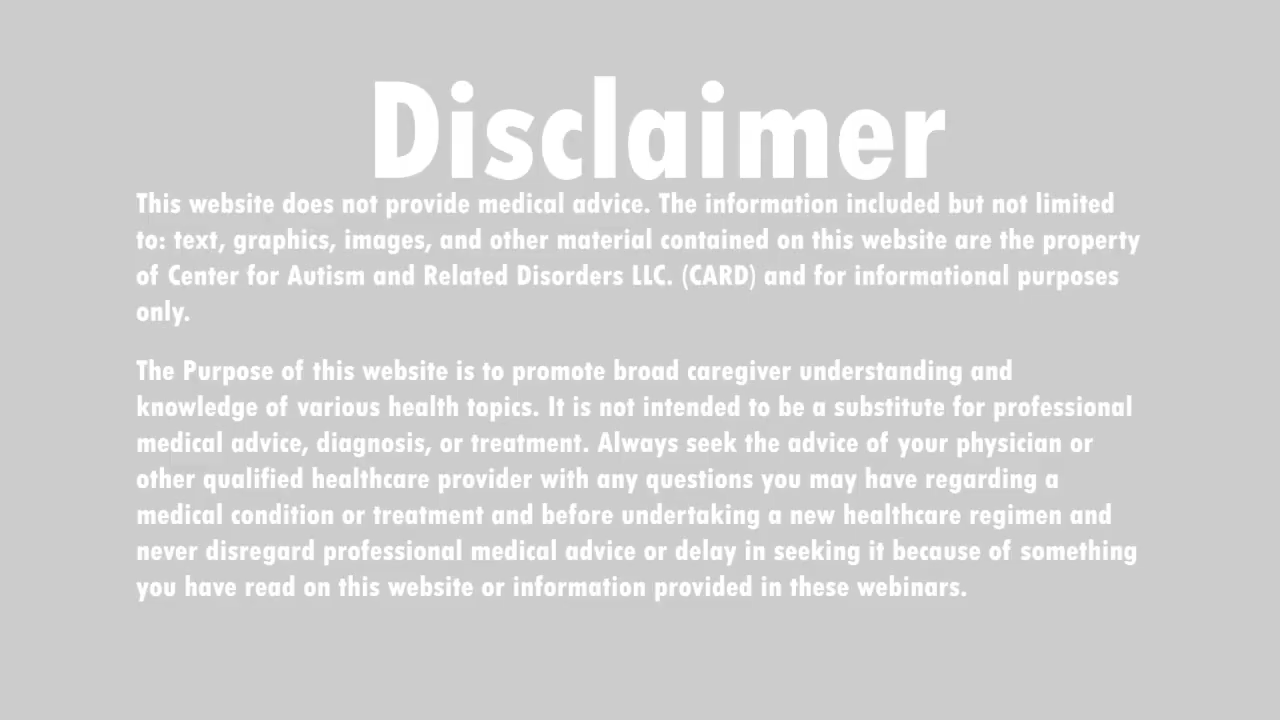 Disclaimer
This website does not provide medical advice. The information included but not limited
to: text, graphics, images, and other material contained on this website are the property
of Center for Autism and Related Disorders LLC. (CARD) and for informational purposes
only.
The Purpose of this website is to promote broad caregiver understanding and
knowledge of various health topics. It is not intended to be a substitute for professional
medical advice, diagnosis, or treatment. Always seek the advice of your physician or
other qualified healthcare provider with any questions you may have regarding a
medical condition or treatment and before undertaking a new healthcare regimen and
never disregard professional medical advice or delay in seeking it because of something
you have read on this website or information provided in these webinars.